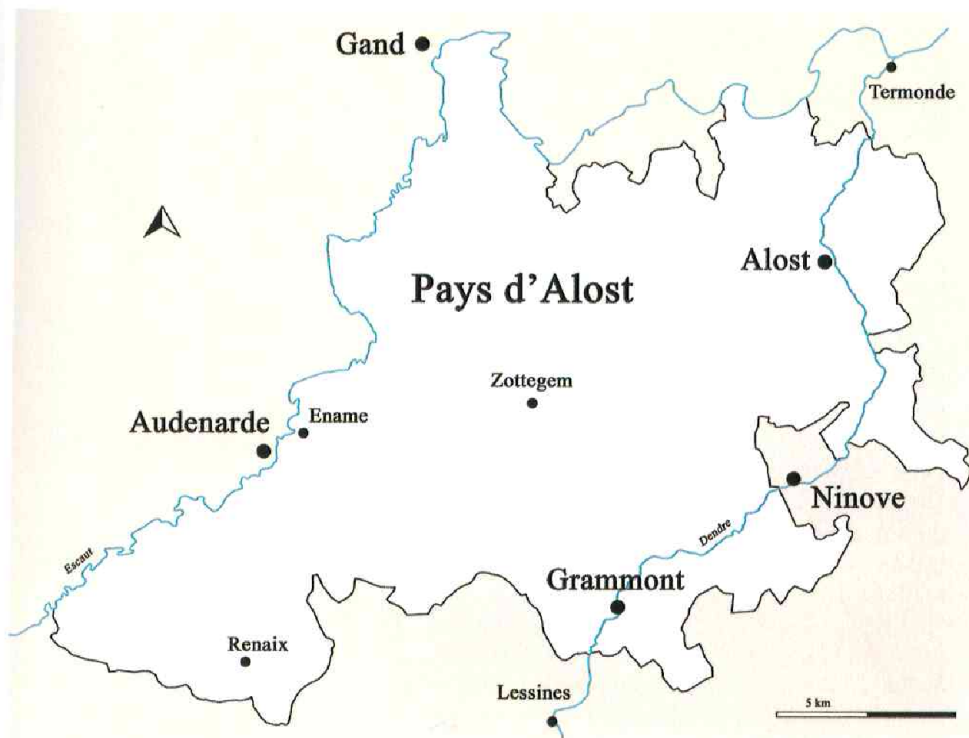 Gand
Termonde
Alost
Pays d'Alost
Zottegem
Audenarde
Ename
Ninove
Dendre
Escaut
Grammont
Renaix
Lessines
5 km